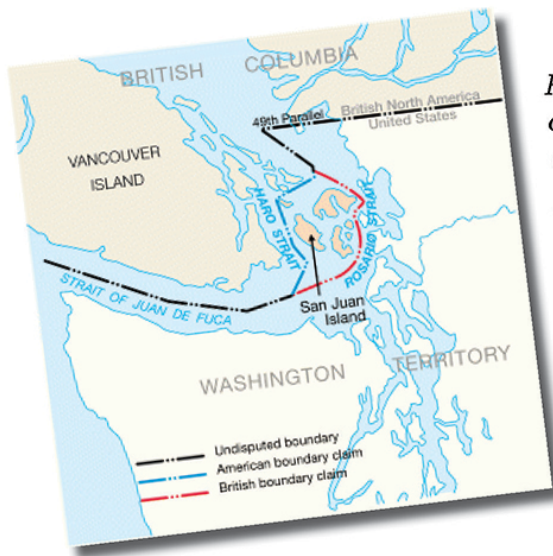 BRITISH COLUMBIA
49th Parallel
British North America
United States
VANCOUVER
ISLAND
HARO STRAIT
ROSARIO STRAIT
STRAIT OF JUAN DE FUCA
San Juan
Island
WASHINGTON TERRITORY
Undisputed boundary
American boundary claim
British boundary claim